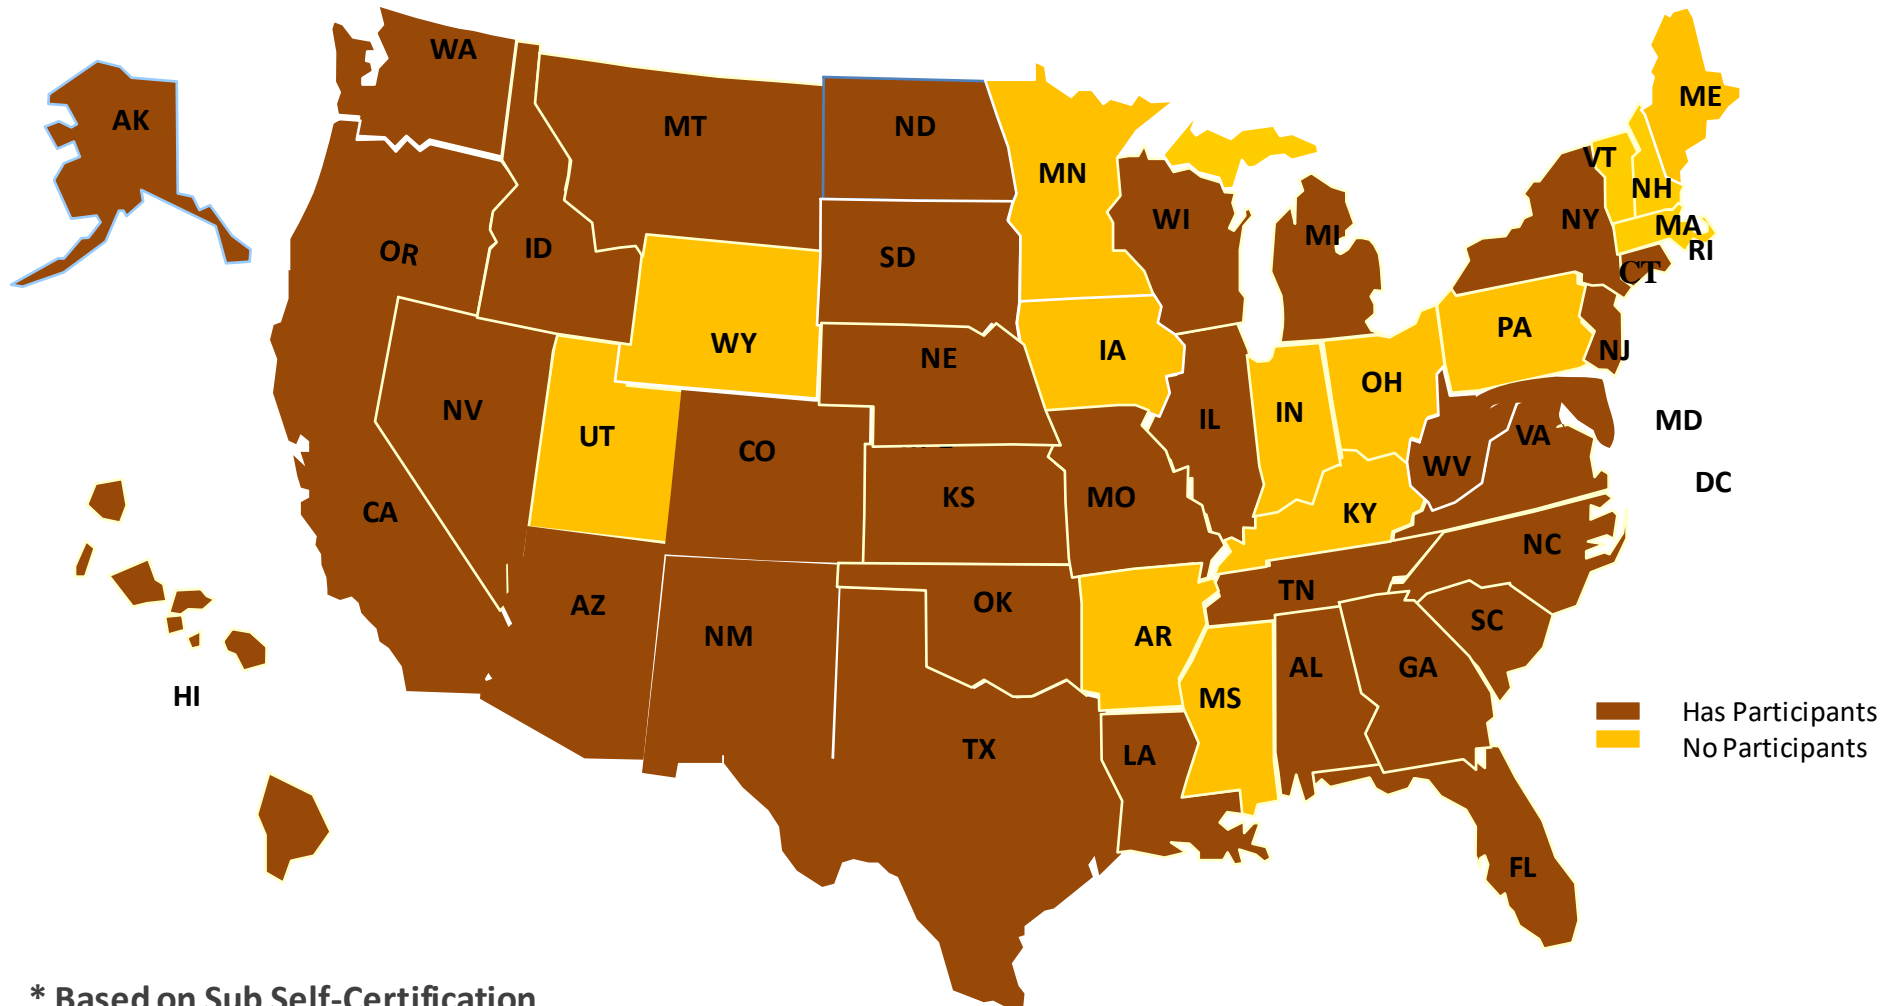 WA
ME
AK
MT
ND
VT
MN
NH
NY
MA
WI
MI
RI
OR
ID
SD
CT
PA
WY
NJ
IA
NE
OH
NV
IN
IL
MD
UT
VA
CO
WV
DC
KS
MO
CA
KY
NC
TN
AZ
OK
SC
NM
AR
AL
GA
HI
MS
Has Participants
No Participants
TX
LA
FL
* Based on Sub Self-Certification